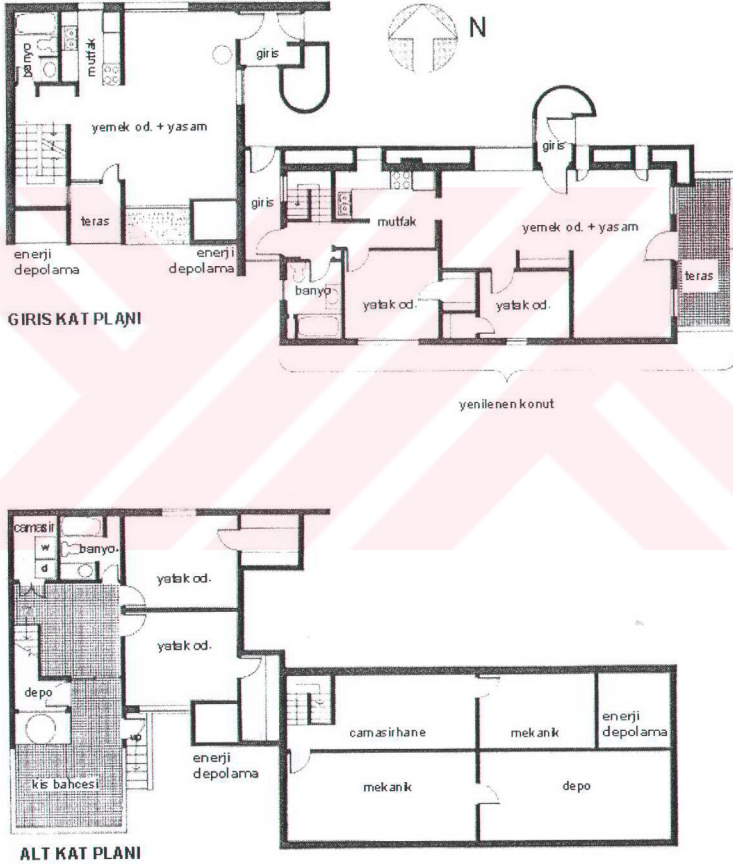 N
banyo
mutfak
giris
yemek od. + yasam
teras
enerji
depolama
enerji
depolama
GIRIS KAT PLANI
giris
giris
mutfak
yemek od. + yasam
banyo
yatak od.
yatak od.
teras
yenilenen konut
camasir
w
d
banyo.
yatak od.
yatak od.
depo
up
kis bahcesi
enerji
depolama
camasirhane
mekanik
enerji
depolama
mekanik
depo
ALT KAT PLANI